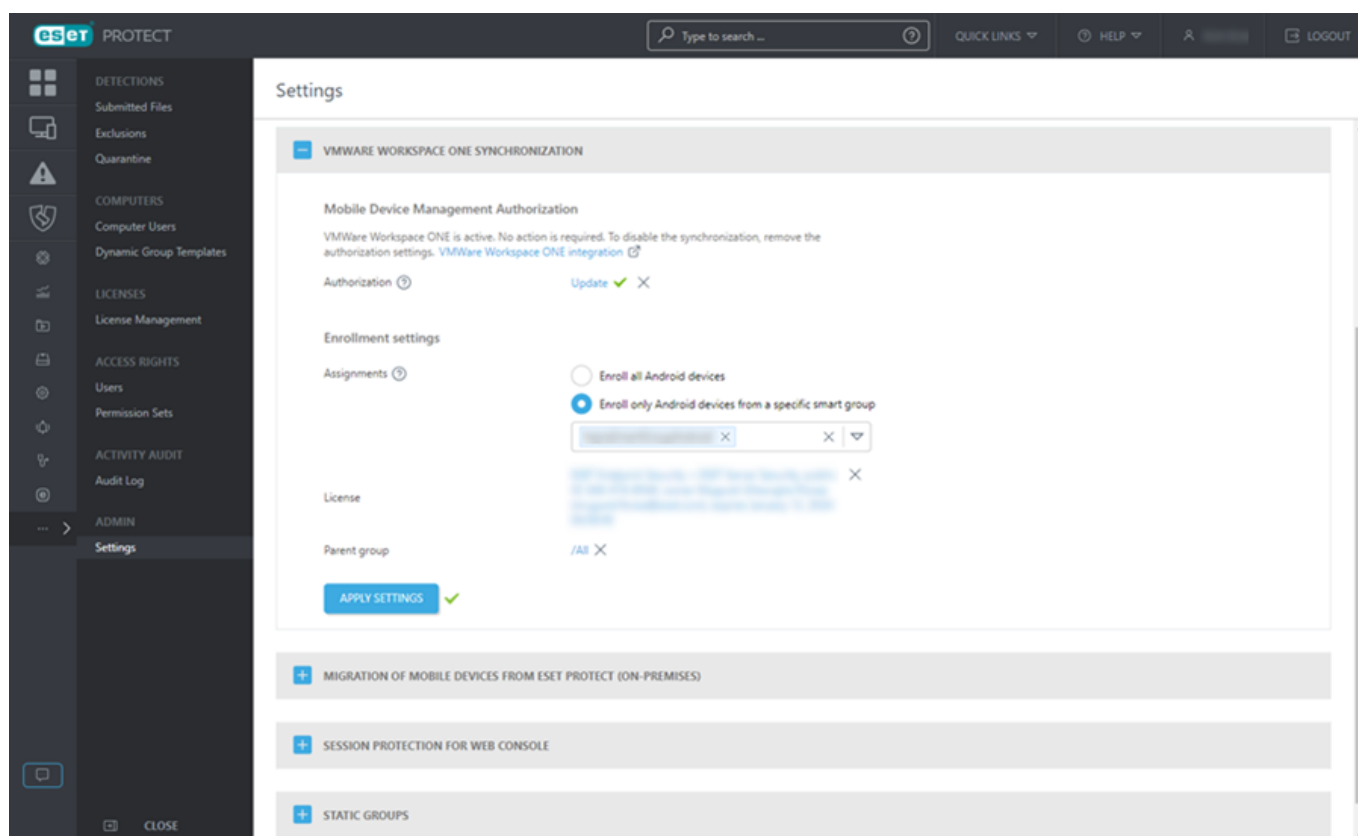 eset PROTECT
Type to search ...
QUICK LINKS
HELP
LOGOUT
DETECTIONS
Submitted Files
Exclusions
Quarantine
COMPUTERS
Computer Users
Dynamic Group Templates
LICENSES
License Management
ACCESS RIGHTS
Users
Permission Sets
ACTIVITY AUDIT
Audit Log
ADMIN
Settings
CLOSE
Settings
VMWARE WORKSPACE ONE SYNCHRONIZATION
Mobile Device Management Authorization
VMWare Workspace ONE is active. No action is required. To disable the synchronization, remove the
authorization settings. VMWare Workspace ONE integration
Authorization
Update
Enrollment settings
Assignments
Enroll all Android devices
Enroll only Android devices from a specific smart group
License
Parent group
/All
APPLY SETTINGS
MIGRATION OF MOBILE DEVICES FROM ESET PROTECT (ON-PREMISES)
SESSION PROTECTION FOR WEB CONSOLE
STATIC GROUPS